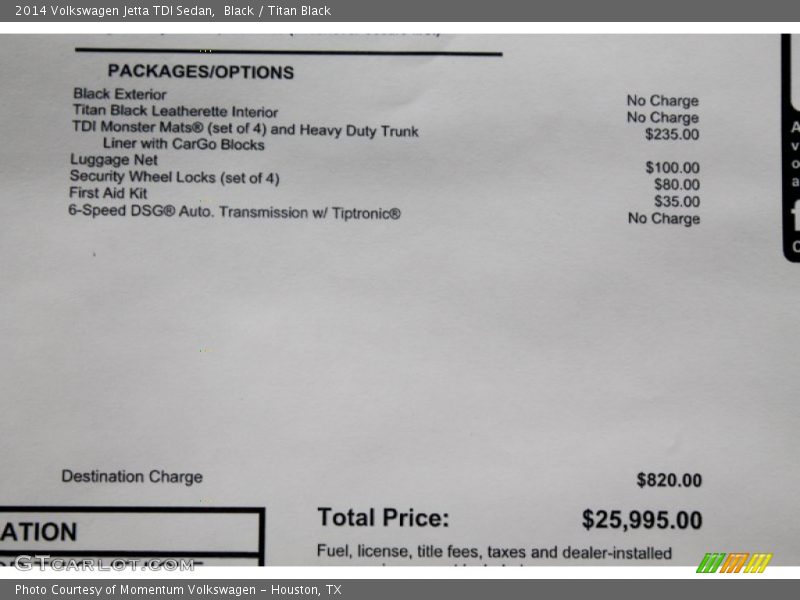 2014 Volkswagen Jetta TDI Sedan, Black / Titan Black
PACKAGES/OPTIONS
Black Exterior No Charge
Titan Black Leatherette Interior No Charge
TDI Monster Mats® (set of 4) and Heavy Duty Trunk $235.00
Liner with CarGo Blocks
Luggage Net $100.00
Security Wheel Locks (set of 4) $80.00
First Aid Kit $35.00
6-Speed DSG® Auto. Transmission w/ Tiptronic® No Charge
Destination Charge $820.00
Total Price: $25,995.00
ATION
Fuel, license, title fees, taxes and dealer-installed
GTCARLOT.COM
Photo Courtesy of Momentum Volkswagen - Houston, TX